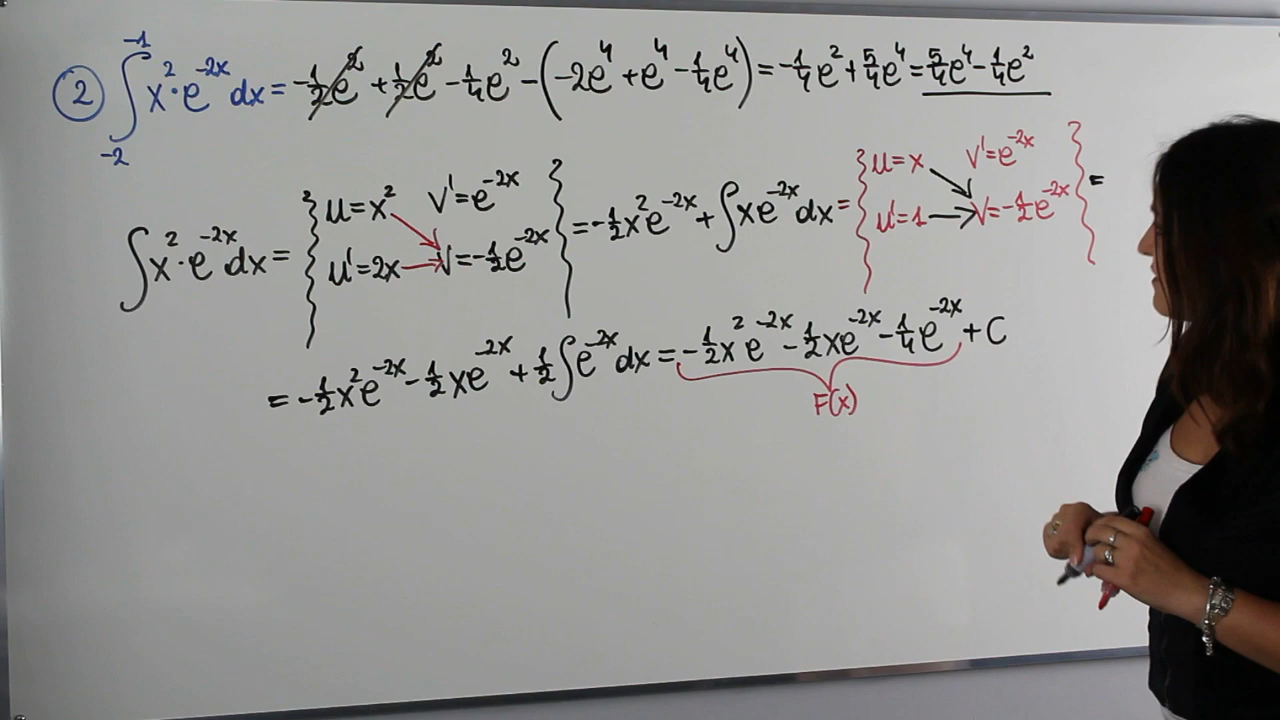 ② ∫_{-2}^{-1} x²·e^{-2x} dx = -½e² + ½e² - ¼e² - (-2e⁴ + e⁴ - ¼e⁴) = -¼e² + 5/4e⁴ = 5/4e⁴ - ¼e²
∫x²·e^{-2x}dx = { u=x² v'=e^{-2x} u'=2x v=-½e^{-2x} } = -½x²e^{-2x} + ∫xe^{-2x}dx = { u=x v'=e^{-2x} u'=1 v=-½e^{-2x} } =
= -½x²e^{-2x} - ½xe^{-2x} + ½∫e^{-2x}dx = -½x²e^{-2x} - ½xe^{-2x} - ¼e^{-2x} + C
F(x)